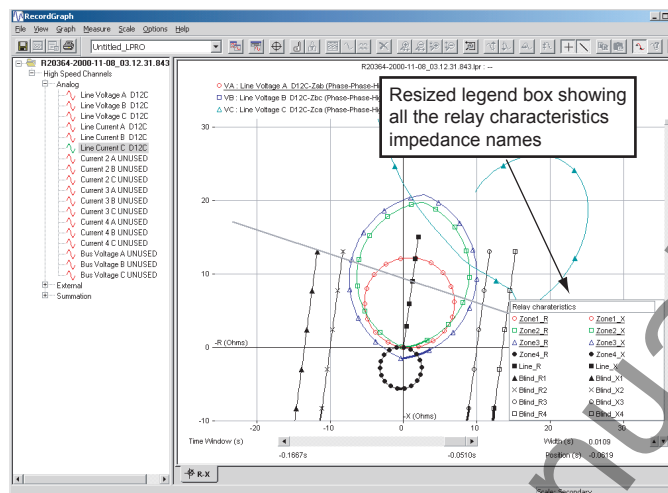 RecordGraph
File View Graph Measure Scale Options Help
Untitled_LPRO
R20364-2000-11-08_03.12.31.843
High Speed Channels
Analog
Line Voltage A D12C
Line Voltage B D12C
Line Voltage C D12C
Line Current A D12C
Line Current B D12C
Line Current C D12C
Current 2 A UNUSED
Current 2 B UNUSED
Current 2 C UNUSED
Current 3 A UNUSED
Current 3 B UNUSED
Current 3 C UNUSED
Current 4 A UNUSED
Current 4 B UNUSED
Current 4 C UNUSED
Bus Voltage A UNUSED
Bus Voltage B UNUSED
Bus Voltage C UNUSED
External
Summation
R20364-2000-11-08_03.12.31.843.lpr : --
VA : Line Voltage A D12C-Zab (Phase-Phase-Hi
VB : Line Voltage B D12C-Zbc (Phase-Phase-Hi
VC : Line Voltage C D12C-Zca (Phase-Phase-Hi
Resized legend box showing
all the relay characteristics
impedance names
30
20
10
-R (Ohms)
0
-10
-X (Ohms)
-20 -10 0 10 20 30
Relay charateristics
Zone1_R Zone1_X
Zone2_R Zone2_X
Zone3_R Zone3_X
Zone4_R Zone4_X
Line_R Line_X
Blind_R1 Blind_X1
Blind_R2 Blind_X2
Blind_R3 Blind_X3
Blind_R4 Blind_X4
Time Window (s) Width (s) 0.0109
-0.1667s -0.0510s Position (s) -0.0619
R-X
Scale: Secondary